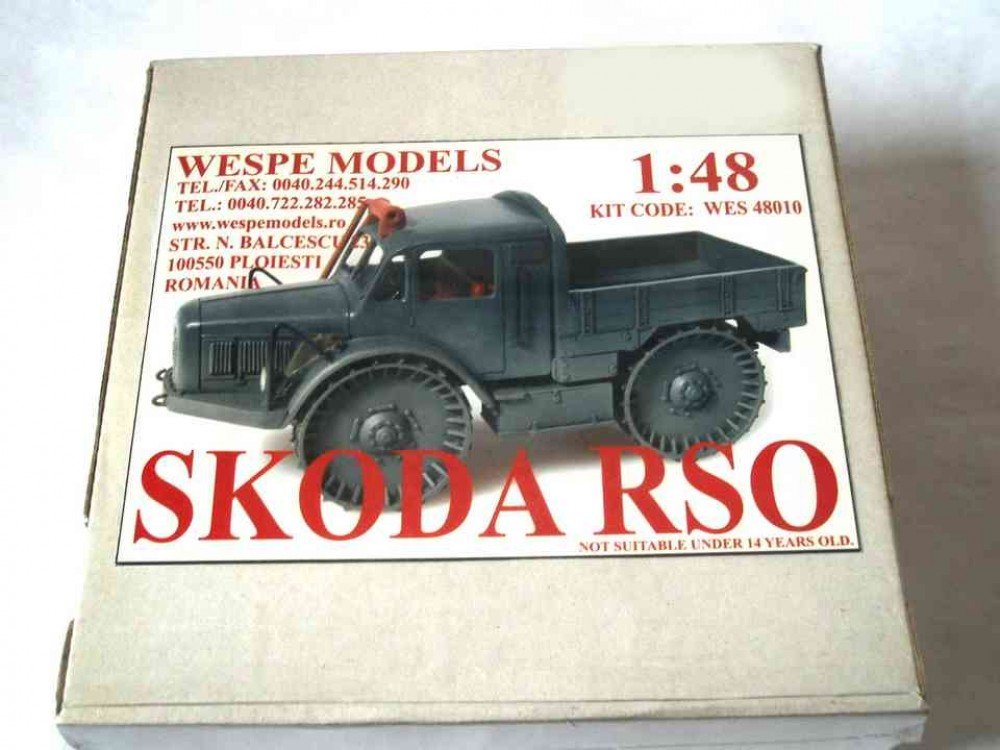 WESPE MODELS
TEL./FAX: 0040.244.514.290
TEL.: 0040.722.282.285
www.wespemodels.ro
STR. N. BALCESCU 23
100550 PLOIESTI
ROMANIA
1:48
KIT CODE: WES 48010
SKODA RSO
NOT SUITABLE UNDER 14 YEARS OLD.